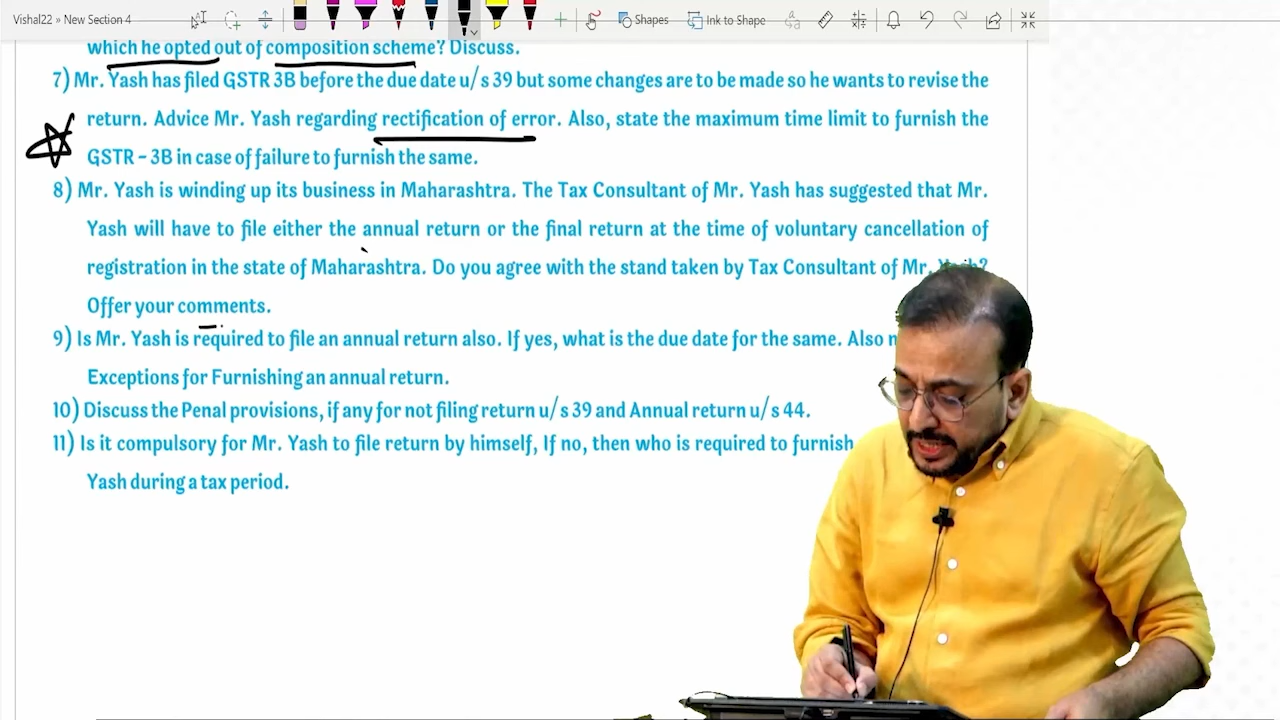 Vishal22 » New Section 4
Shapes
Ink to Shape
which he opted out of composition scheme? Discuss.
7) Mr. Yash has filed GSTR 3B before the due date u/s 39 but some changes are to be made so he wants to revise the
return. Advice Mr. Yash regarding rectification of error. Also, state the maximum time limit to furnish the
GSTR – 3B in case of failure to furnish the same.
8) Mr. Yash is winding up its business in Maharashtra. The Tax Consultant of Mr. Yash has suggested that Mr.
Yash will have to file either the annual return or the final return at the time of voluntary cancellation of
registration in the state of Maharashtra. Do you agree with the stand taken by Tax Consultant of Mr. Yash?
Offer your comments.
9) Is Mr. Yash is required to file an annual return also. If yes, what is the due date for the same. Also
Exceptions for Furnishing an annual return.
10) Discuss the Penal provisions, if any for not filing return u/s 39 and Annual return u/s 44.
11) Is it compulsory for Mr. Yash to file return by himself, If no, then who is required to furnish
Yash during a tax period.